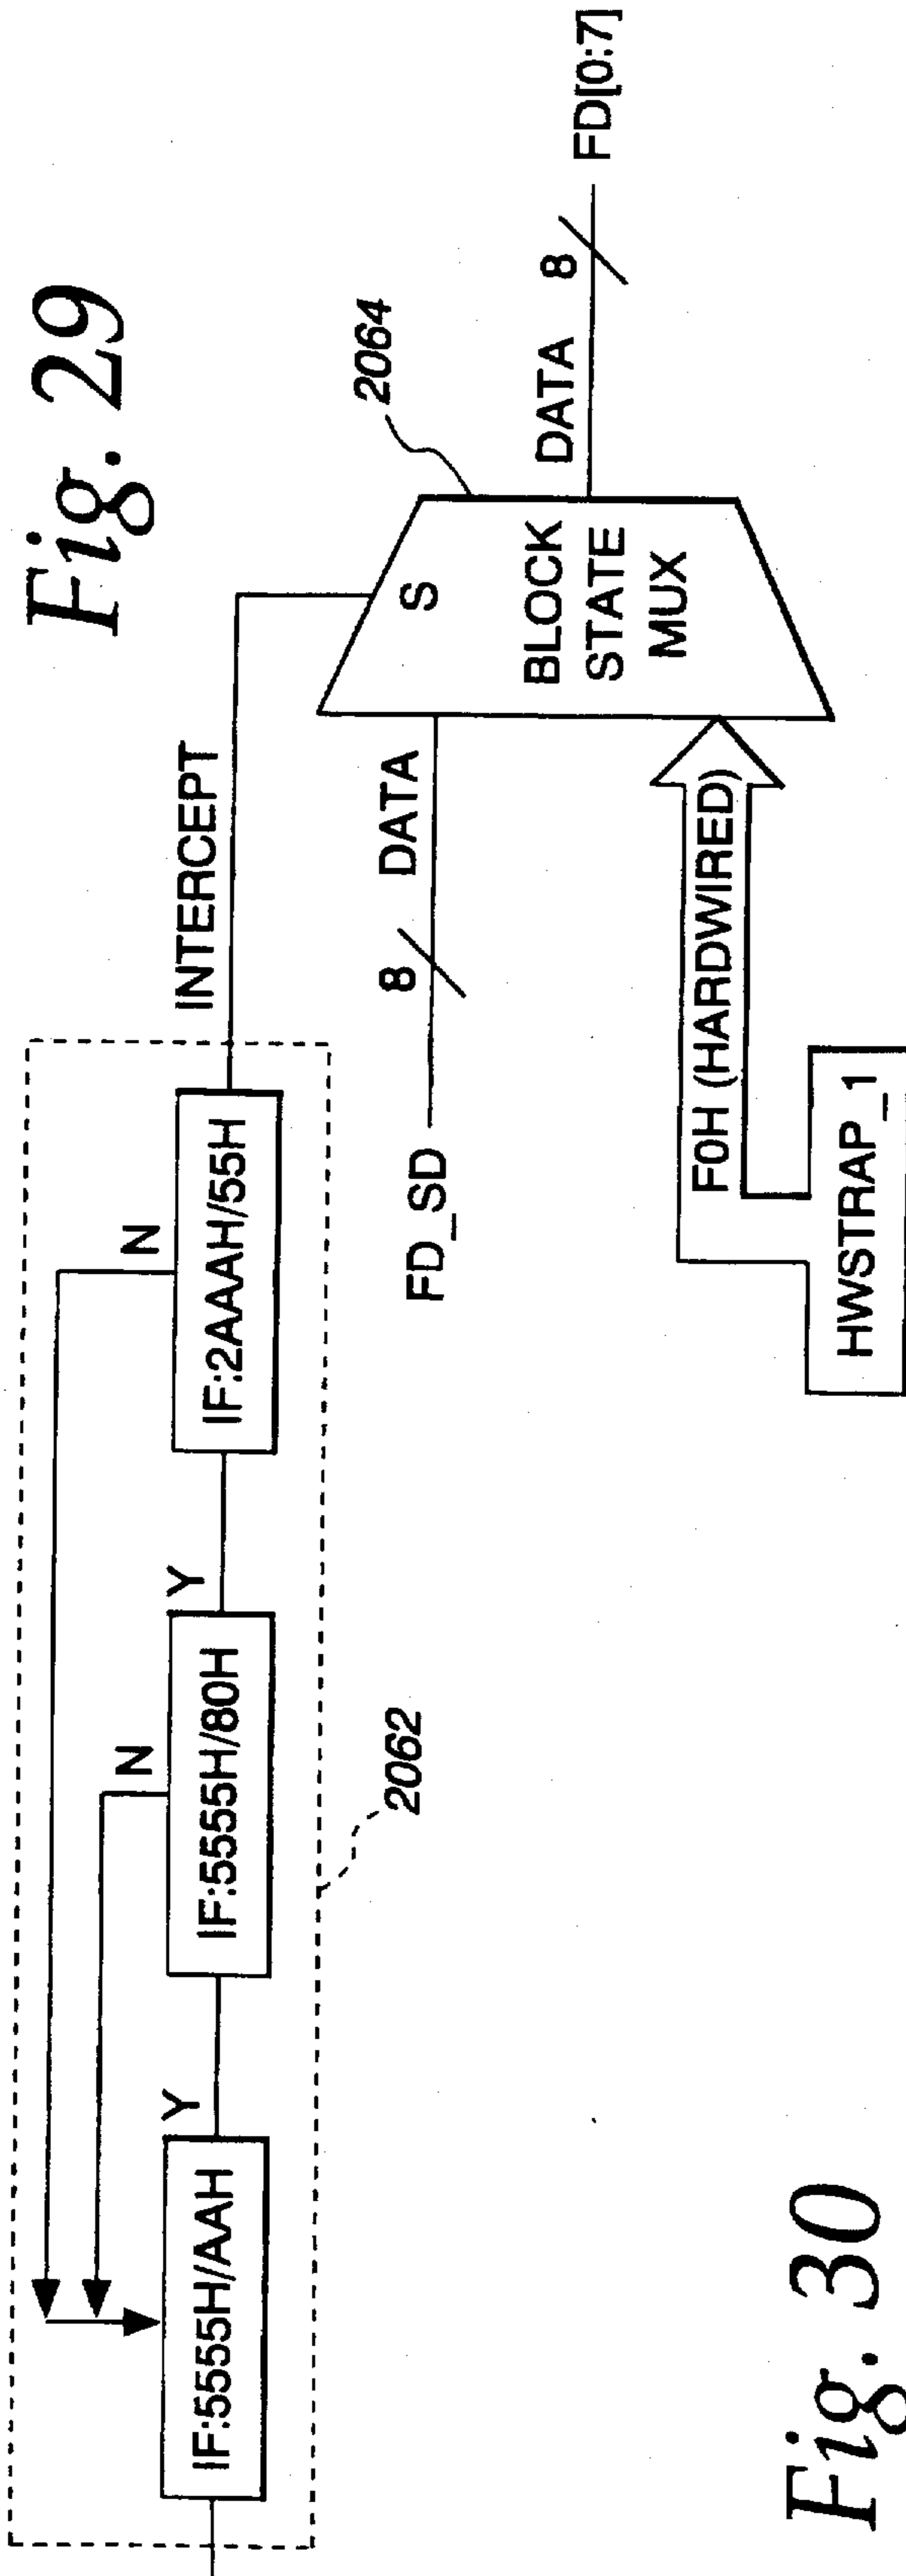 Fig. 29
INTERCEPT
N
N
IF:5555H/AAH
Y
IF:5555H/80H
Y
IF:2AAAH/55H
2062
2064
FD_SD
8
DATA
S
BLOCK
STATE
MUX
DATA
8
FD[0:7]
F0H (HARDWIRED)
HWSTRAP_1
Fig. 30